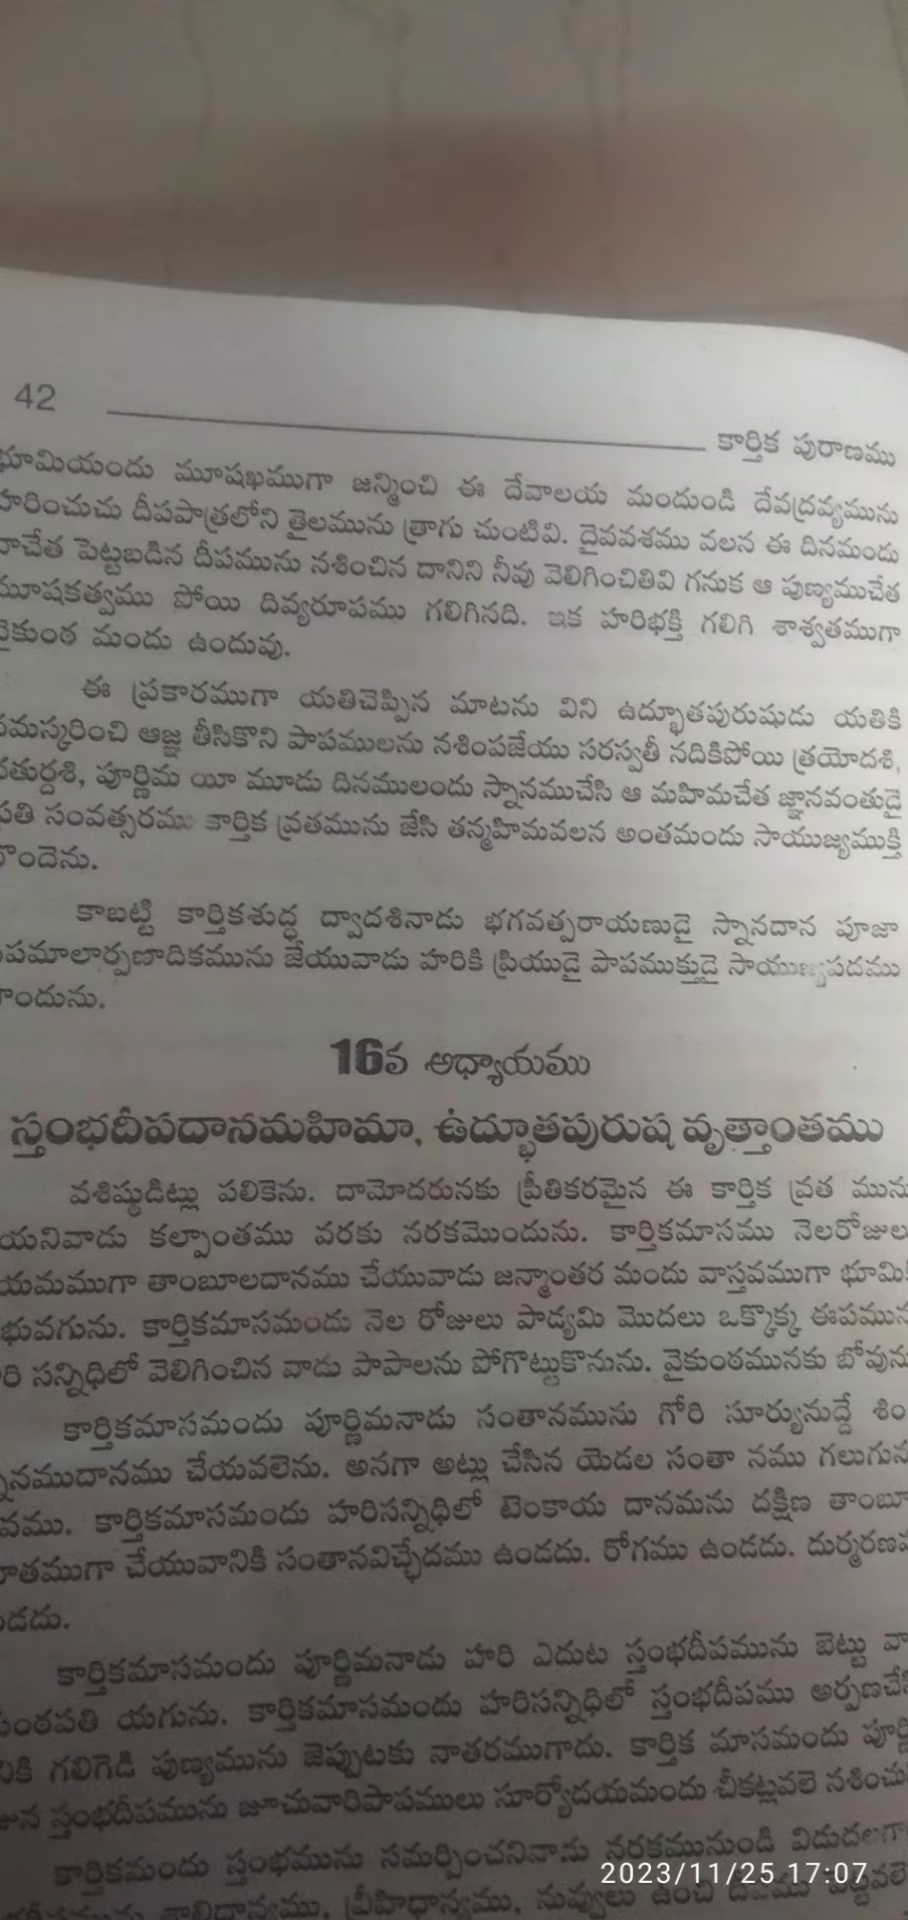 42
కార్తిక పురాణము
భూమియందు మూషఖముగా జన్మించి ఈ దేవాలయ మందుండి దేవద్రవ్యమును
హరించుచు దీపపాత్రలోని తైలమును త్రాగు చుంటివి. దైవవశము వలన ఈ దినమందు
నాచేత పెట్టబడిన దీపమును నశించిన దానిని నీవు వెలిగించితివి గనుక ఆ పుణ్యముచేత
మూషకత్వము పోయి దివ్యరూపము గలిగినది. ఇక హరిభక్తి గలిగి శాశ్వతముగా
వైకుంఠ మందు ఉందువు.
ఈ ప్రకారముగా యతిచెప్పిన మాటను విని ఉద్భూతపురుషుడు యతికి
నమస్కరించి ఆజ్ఞ తీసికొని పాపములను నశింపజేయు సరస్వతీ నదికిపోయి త్రయోదశి,
చతుర్దశి, పూర్ణిమ యీ మూడు దినములందు స్నానముచేసి ఆ మహిమచేత జ్ఞానవంతుడై
ప్రతి సంవత్సరము కార్తిక వ్రతమును జేసి తన్మహిమవలన అంతమందు సాయుజ్యముక్తి
పొందెను.
కాబట్టి కార్తికశుద్ధ ద్వాదశినాడు భగవత్పరాయణుడై స్నానదాన పూజా
పమాలార్పణాదికమును జేయువాడు హరికి ప్రియుడై పాపముక్తుడై సాయుజ్యపదము
పొందును.
16వ అధ్యాయము
స్తంభదీపదానమహిమా, ఉద్భూతపురుష వృత్తాంతము
వశిష్ఠుడిట్లు పలికెను. దామోదరునకు ప్రీతికరమైన ఈ కార్తిక వ్రత మును
యనివాడు కల్పాంతము వరకు నరకమొందును. కార్తికమాసము నెలరోజుల
యమముగా తాంబూలదానము చేయువాడు జన్మాంతర మందు వాస్తవముగా భూమికి
భువగును. కార్తికమాసమందు నెల రోజులు పాడ్యమి మొదలు ఒక్కొక్క ఈపమున
రి సన్నిధిలో వెలిగించిన వాడు పాపాలను పోగొట్టుకొనును. వైకుంఠమునకు బోవును
కార్తికమాసమందు పూర్ణిమనాడు సంతానమును గోరి సూర్యునుద్దే శిం
నముదానము చేయవలెను. అనగా అట్లు చేసిన యెడల సంతా నము గలుగున
వము. కార్తికమాసమందు హరిసన్నిధిలో టెంకాయ దానమను దక్షిణ తాంబూ
తముగా చేయువానికి సంతానవిచ్ఛేదము ఉండదు. రోగము ఉండదు. దుర్మరణమ
ండదు.
కార్తికమాసమందు పూర్ణిమనాడు హరి ఎదుట స్తంభదీపమును బెట్టు వా
ంఠపతి యగును. కార్తికమాసమందు హరిసన్నిధిలో స్తంభదీపము అర్పణచేసి
నికి గలిగెడి పుణ్యమును జెప్పుటకు నాతరముగాదు. కార్తిక మాసమందు పూర్ణి
స్తంభదీపమును జూచువారిపాపములు సూర్యోదయమందు చీకట్లవలె నశించు
కార్తికమందు స్తంభమును సమర్పించనివాను నరకమునుండి విడుదలగా
శాలిధాన్యము, వ్రీహిధాన్యము, నువ్వులు ఉంచి
2023/11/25 17:07